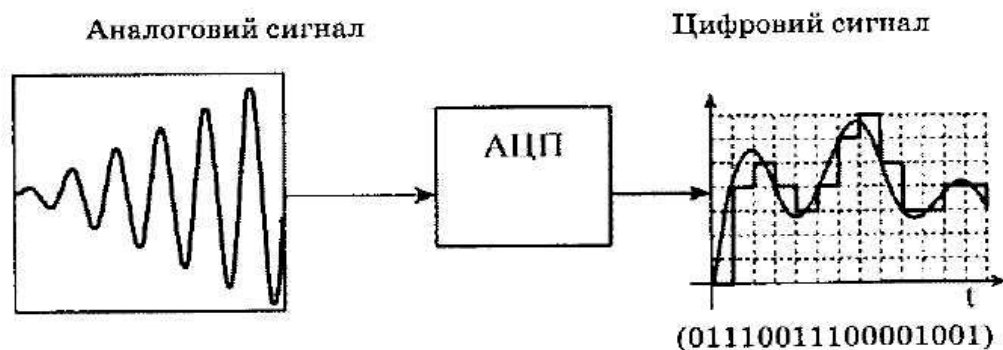 Аналоговий сигнал
Цифровий сигнал
АЦП
t
(01110011100001001)